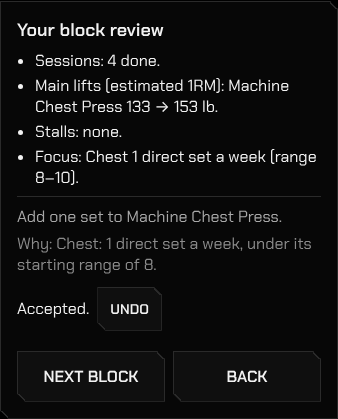 Your block review
• Sessions: 4 done.
• Main lifts (estimated 1RM): Machine
Chest Press 133 → 153 lb.
• Stalls: none.
• Focus: Chest 1 direct set a week (range
8–10).
Add one set to Machine Chest Press.
Why: Chest: 1 direct set a week, under its
starting range of 8.
Accepted. UNDO
NEXT BLOCK BACK